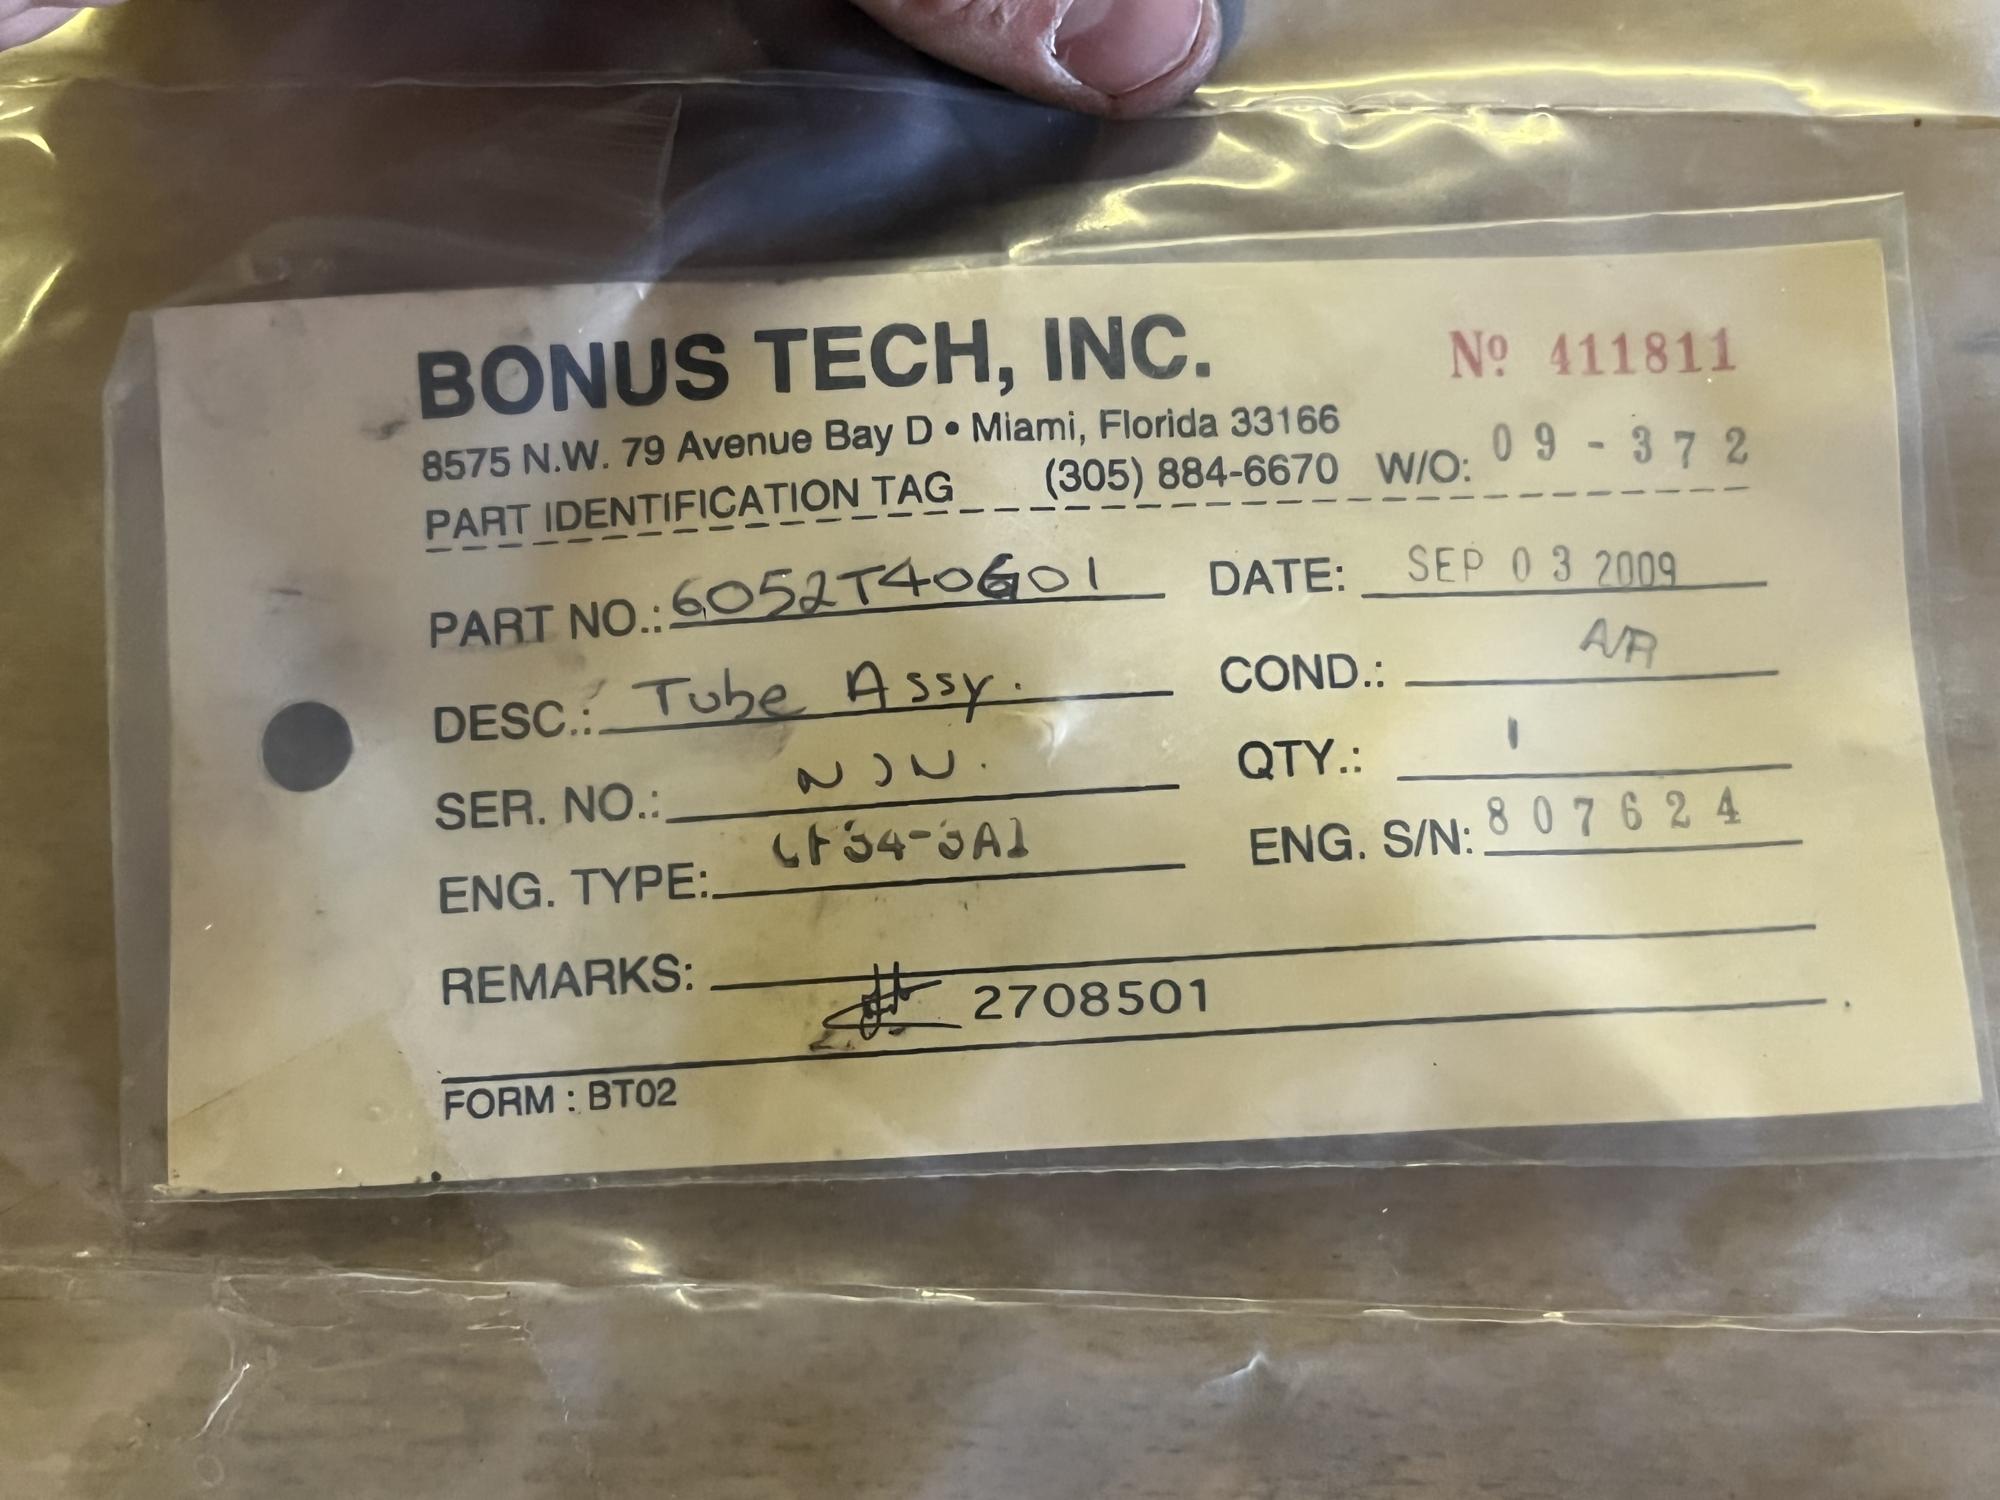 BONUS TECH, INC.
Nº 411811
8575 N.W. 79 Avenue Bay D • Miami, Florida 33166
PART IDENTIFICATION TAG (305) 884-6670 W/O: 09-372
PART NO.: 6052T40G01 DATE: SEP 03 2009
DESC.: Tube Assy. COND.: A/R
SER. NO.: QTY.: 1
ENG. TYPE: CF34-3A1 ENG. S/N: 807624
REMARKS:
2708501
FORM : BT02